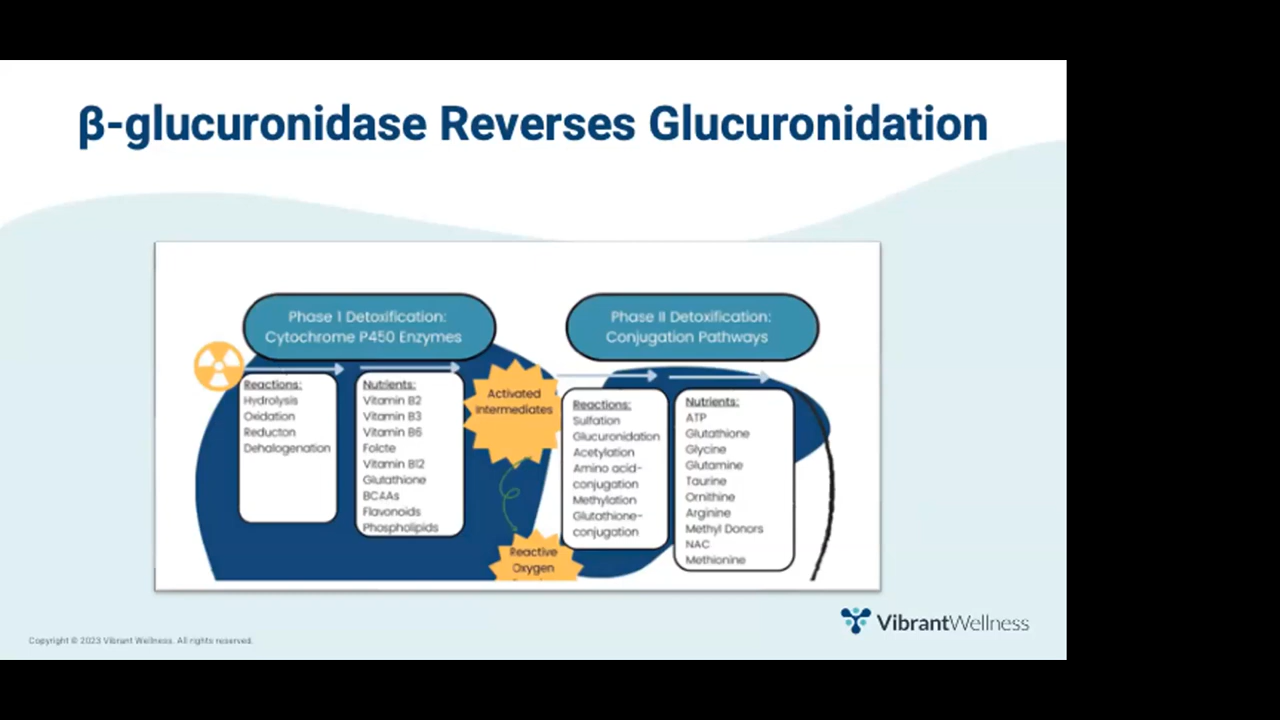 β-glucuronidase Reverses Glucuronidation
Phase I Detoxification:
Cytochrome P450 Enzymes
Reactions:
Hydrolysis
Oxidation
Reducton
Dehalogenation
Nutrients:
Vitamin B2
Vitamin B3
Vitamin B6
Folcte
Vitamin B12
Glutathione
BCAAs
Flavonoids
Phospholipids
Activated
Intermediates
Reactive
Oxygen
Phase II Detoxification:
Conjugation Pathways
Reactions:
Sulfation
Glucuronidation
Acetylation
Amino acid-
conjugation
Methylation
Glutathione-
conjugation
Nutrients:
ATP
Glutathione
Glycine
Glutamine
Taurine
Ornithine
Arginine
Methyl Donors
NAC
Methionine
VibrantWellness
Copyright © 2023 Vibrant Wellness. All rights reserved.